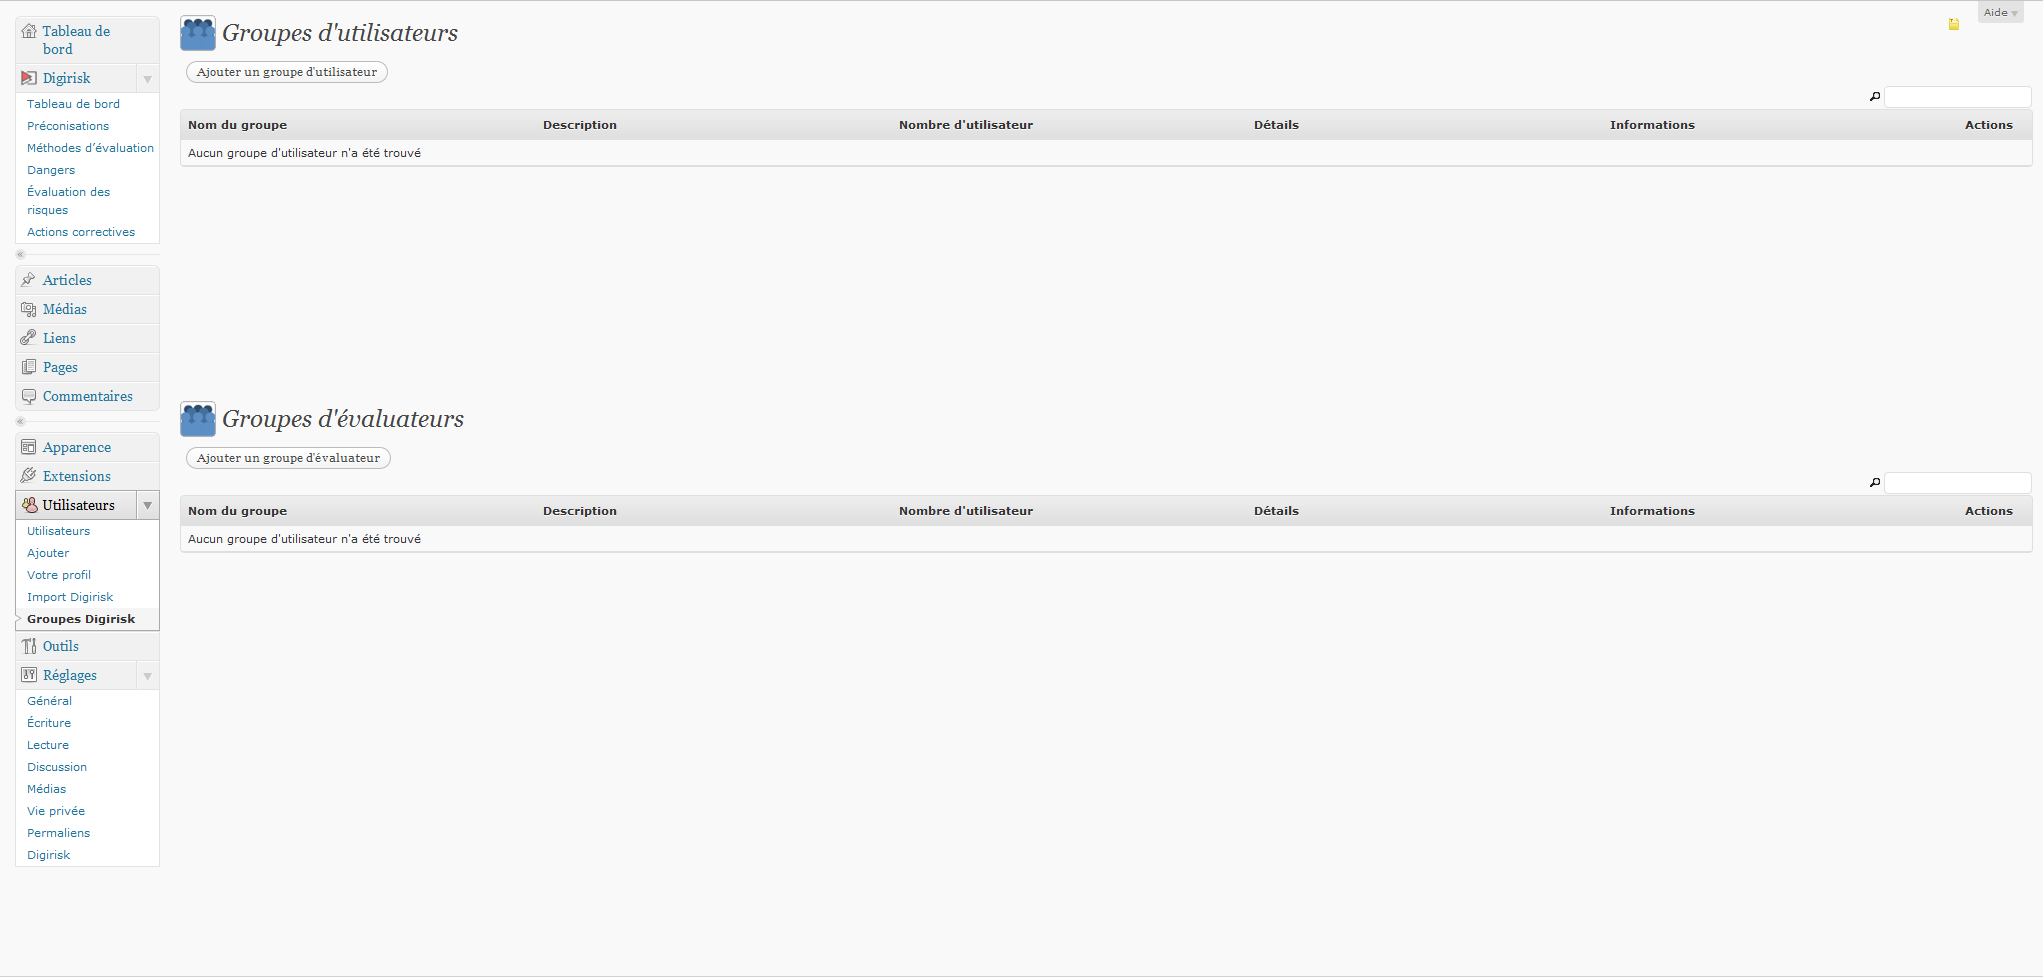 Tableau de
bord
Digirisk
Tableau de bord
Préconisations
Méthodes d’évaluation
Dangers
Évaluation des
risques
Actions correctives
«
Articles
Médias
Liens
Pages
Commentaires
«
Apparence
Extensions
Utilisateurs
Utilisateurs
Ajouter
Votre profil
Import Digirisk
Groupes Digirisk
Outils
Réglages
Général
Écriture
Lecture
Discussion
Médias
Vie privée
Permaliens
Digirisk
Aide
Groupes d'utilisateurs
Ajouter un groupe d'utilisateur
Nom du groupe Description Nombre d'utilisateur Détails Informations Actions
Aucun groupe d'utilisateur n'a été trouvé
Groupes d'évaluateurs
Ajouter un groupe d'évaluateur
Nom du groupe Description Nombre d'utilisateur Détails Informations Actions
Aucun groupe d'utilisateur n'a été trouvé